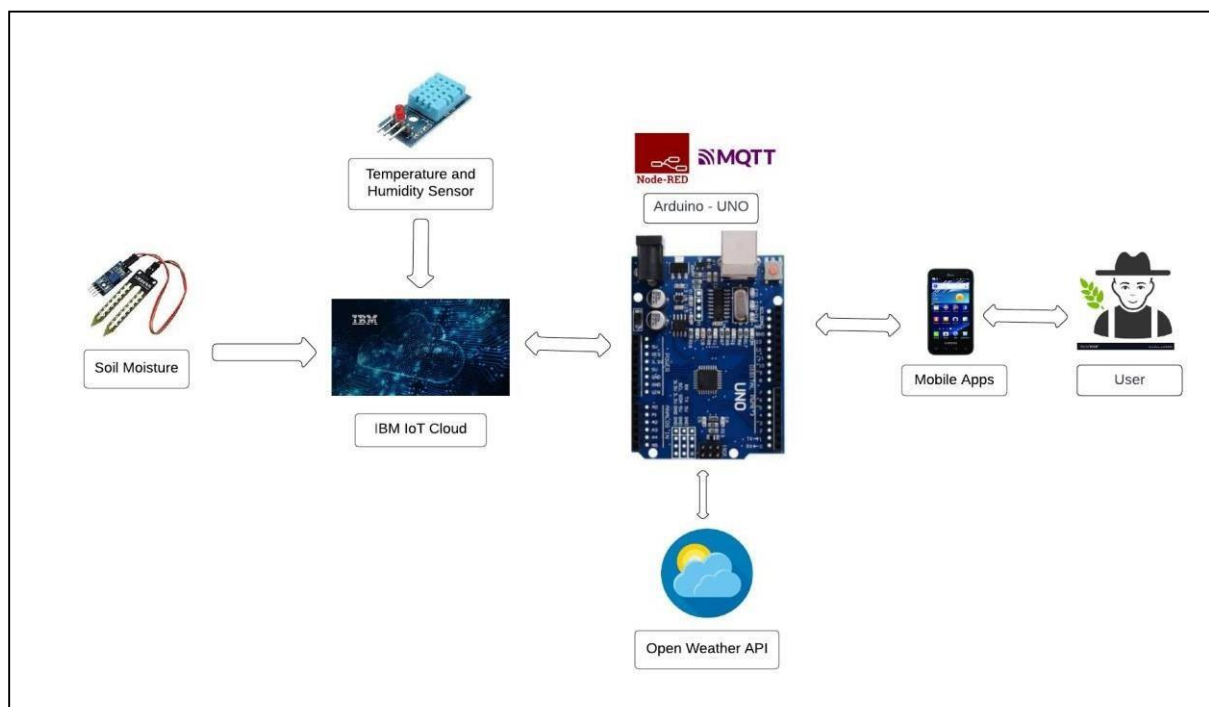 Temperature and
Humidity Sensor
Node-RED
MQTT
Arduino - UNO
IBM
UNO
Soil Moisture
IBM IoT Cloud
Mobile Apps
User
Open Weather API